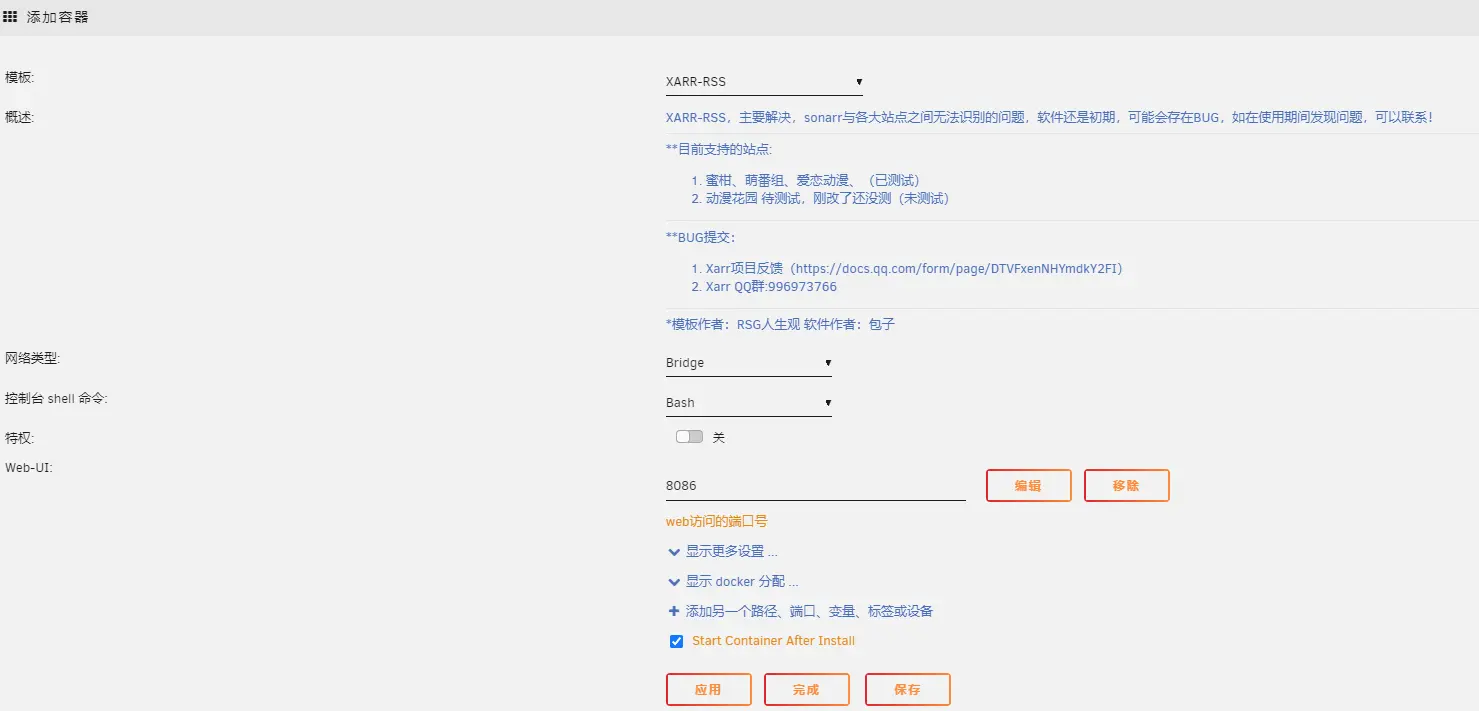 添加容器
模板:
XARR-RSS
概述:
XARR-RSS，主要解决，sonarr与各大站点之间无法识别的问题，软件还是初期，可能会存在BUG，如在使用期间发现问题，可以联系！
**目前支持的站点:
1. 蜜柑、萌番组、爱恋动漫、（已测试）
2. 动漫花园 待测试，刚改了还没测（未测试）
**BUG提交：
1. Xarr项目反馈（https://docs.qq.com/form/page/DTVFxenNHYmdkY2FI）
2. Xarr QQ群:996973766
*模板作者：RSG人生观 软件作者：包子
网络类型:
Bridge
控制台 shell 命令:
Bash
特权:
关
Web-UI:
8086
编辑
移除
web访问的端口号
显示更多设置 ...
显示 docker 分配 ...
添加另一个路径、端口、变量、标签或设备
Start Container After Install
应用
完成
保存